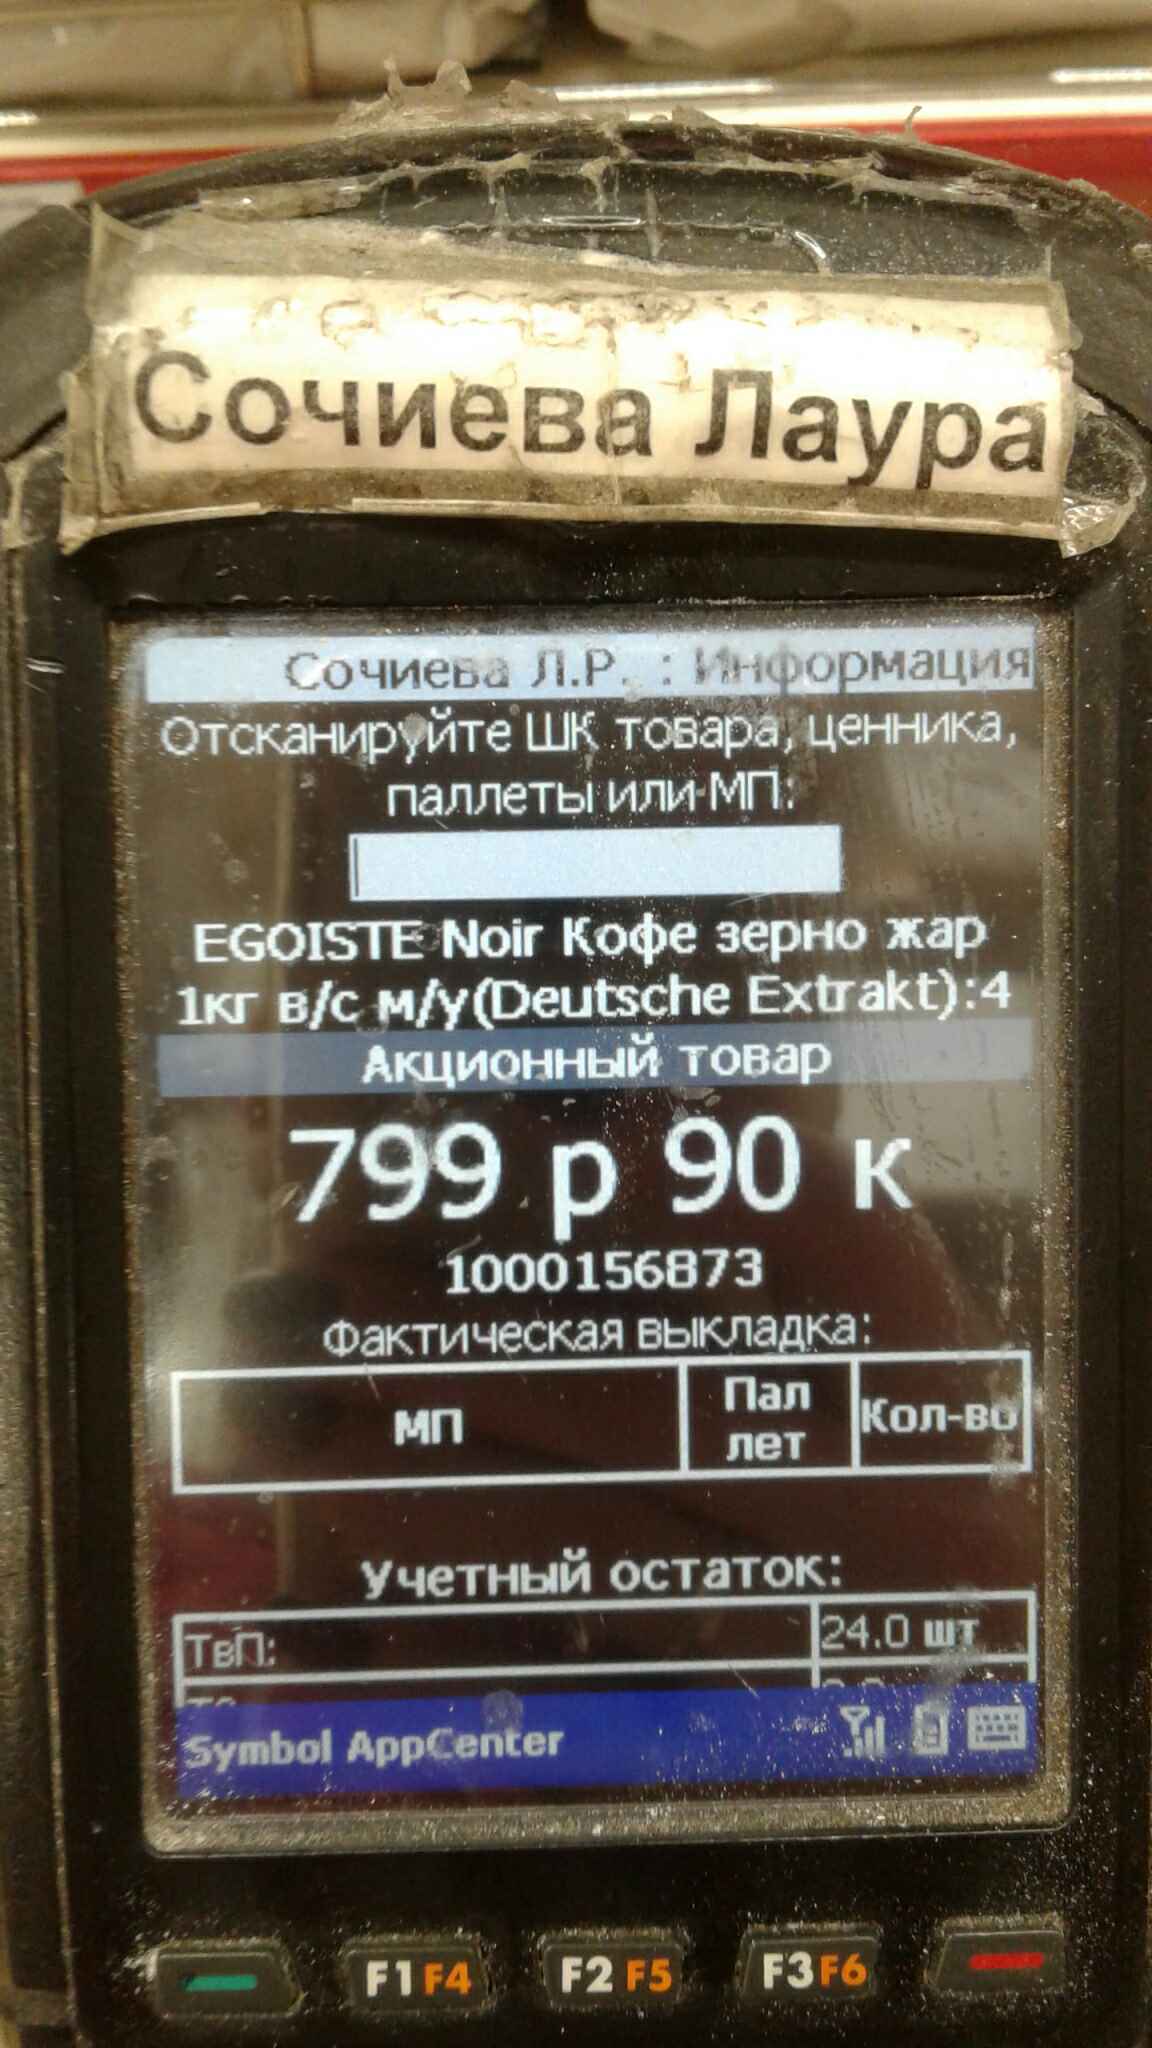 Сочиева Лаура
Сочиева Л.Р. : Информация
Отсканируйте ШК товара, ценника,
паллеты или МП:
EGOISTE Noir Кофе зерно жар
1кг в/с м/у(Deutsche Extrakt):4
Акционный товар
799 р 90 к
1000156873
Фактическая выкладка:
МП Пал Кол-во
лет
Учетный остаток:
ТвП: 24.0 шт
Symbol AppCenter
F1 F4 F2 F5 F3 F6